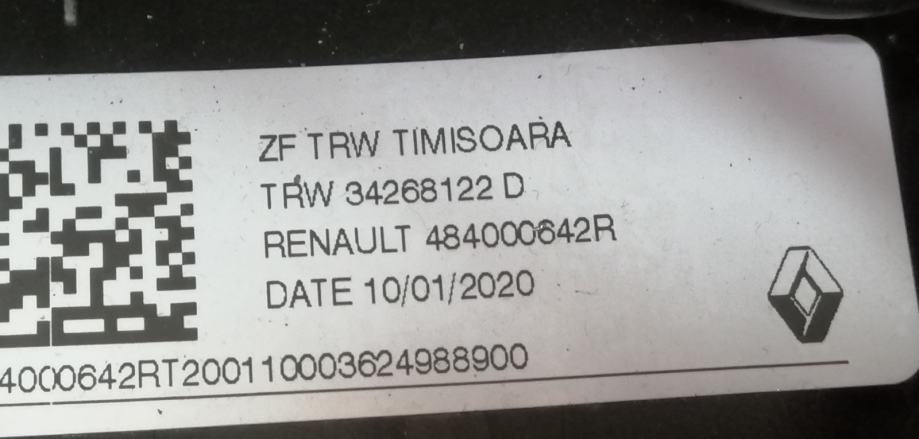 ZF TRW TIMISOARA
TRW 34268122 D
RENAULT 484000642R
DATE 10/01/2020
4000642RT200110003624988900